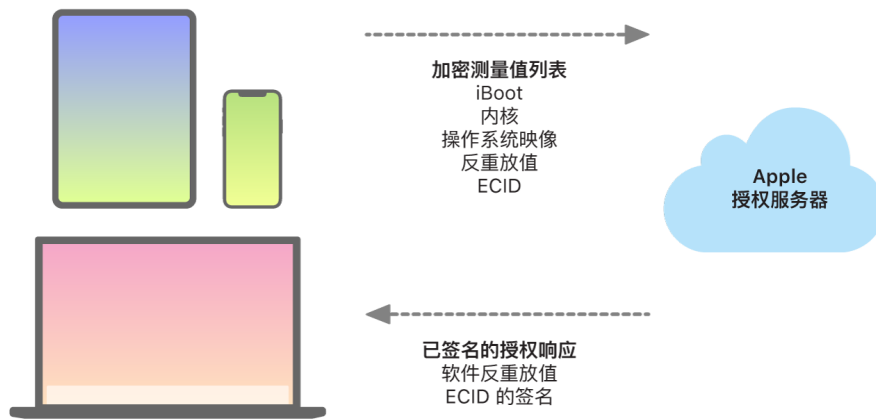 加密测量值列表
iBoot
内核
操作系统映像
反重放值
ECID
Apple
授权服务器
已签名的授权响应
软件反重放值
ECID 的签名